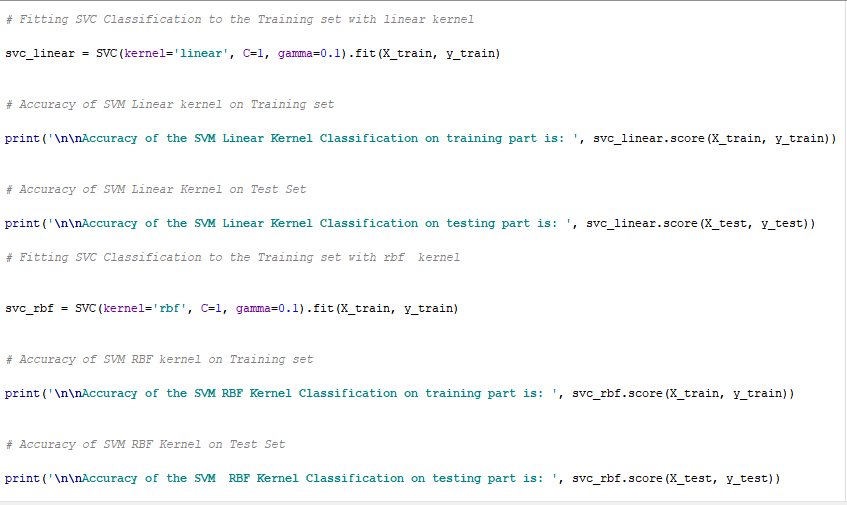 # Fitting SVC Classification to the Training set with linear kernel
svc_linear = SVC(kernel='linear', C=1, gamma=0.1).fit(X_train, y_train)
# Accuracy of SVM Linear kernel on Training set
print('\n\nAccuracy of the SVM Linear Kernel Classification on training part is: ', svc_linear.score(X_train, y_train))
# Accuracy of SVM Linear Kernel on Test Set
print('\n\nAccuracy of the SVM Linear Kernel Classification on testing part is: ', svc_linear.score(X_test, y_test))
# Fitting SVC Classification to the Training set with rbf  kernel
svc_rbf = SVC(kernel='rbf', C=1, gamma=0.1).fit(X_train, y_train)
# Accuracy of SVM RBF kernel on Training set
print('\n\nAccuracy of the SVM RBF Kernel Classification on training part is: ', svc_rbf.score(X_train, y_train))
# Accuracy of SVM RBF Kernel on Test Set
print('\n\nAccuracy of the SVM  RBF Kernel Classification on testing part is: ', svc_rbf.score(X_test, y_test))